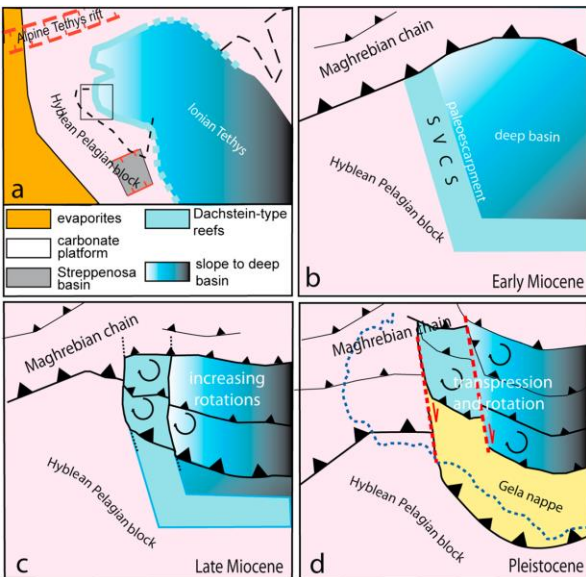 Alpine Tethys rift
Hyblean Pelagian block
Ionian Tethys
a
evaporites
carbonate
platform
Streppenosa
basin
Dachstein-type
reefs
slope to deep
basin
Maghrebian chain
paleoescarpment
SVCS
deep basin
Hyblean Pelagian block
b
Early Miocene
Maghrebian chain
increasing
rotations
Hyblean Pelagian
block
c
Late Miocene
Maghrebian chain
transpression
and rotation
Gela nappe
Hyblean Pelagian
block
d
Pleistocene